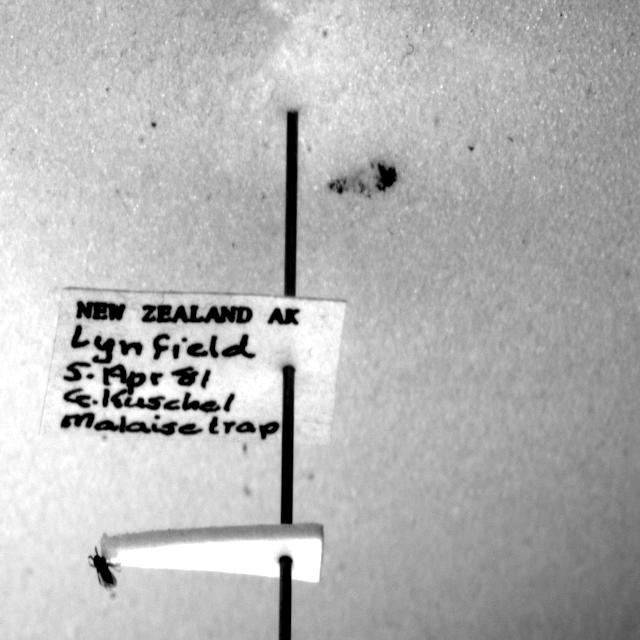 NEW ZEALAND AK
Lynfield
5.Apr 81
G.Kuschel
malaise trap